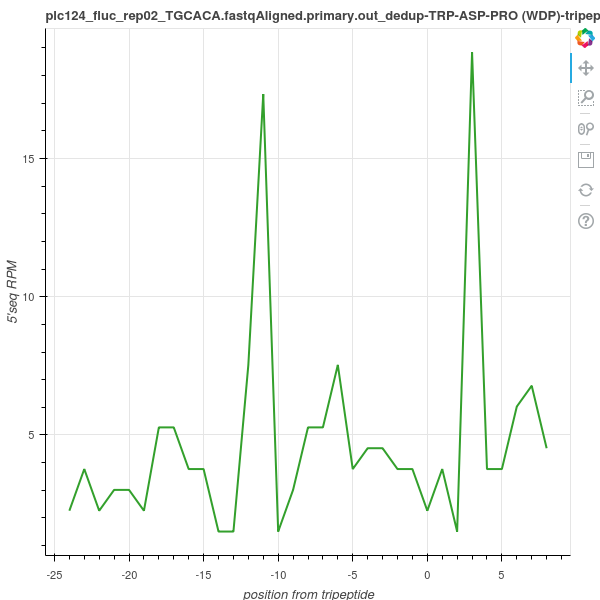 plc124_fluc_rep02_TGCACA.fastqAligned.primary.out_dedup-TRP-ASP-PRO (WDP)-tripep
15
10
5
5'seq RPM
-25 -20 -15 -10 -5 0 5
position from tripeptide